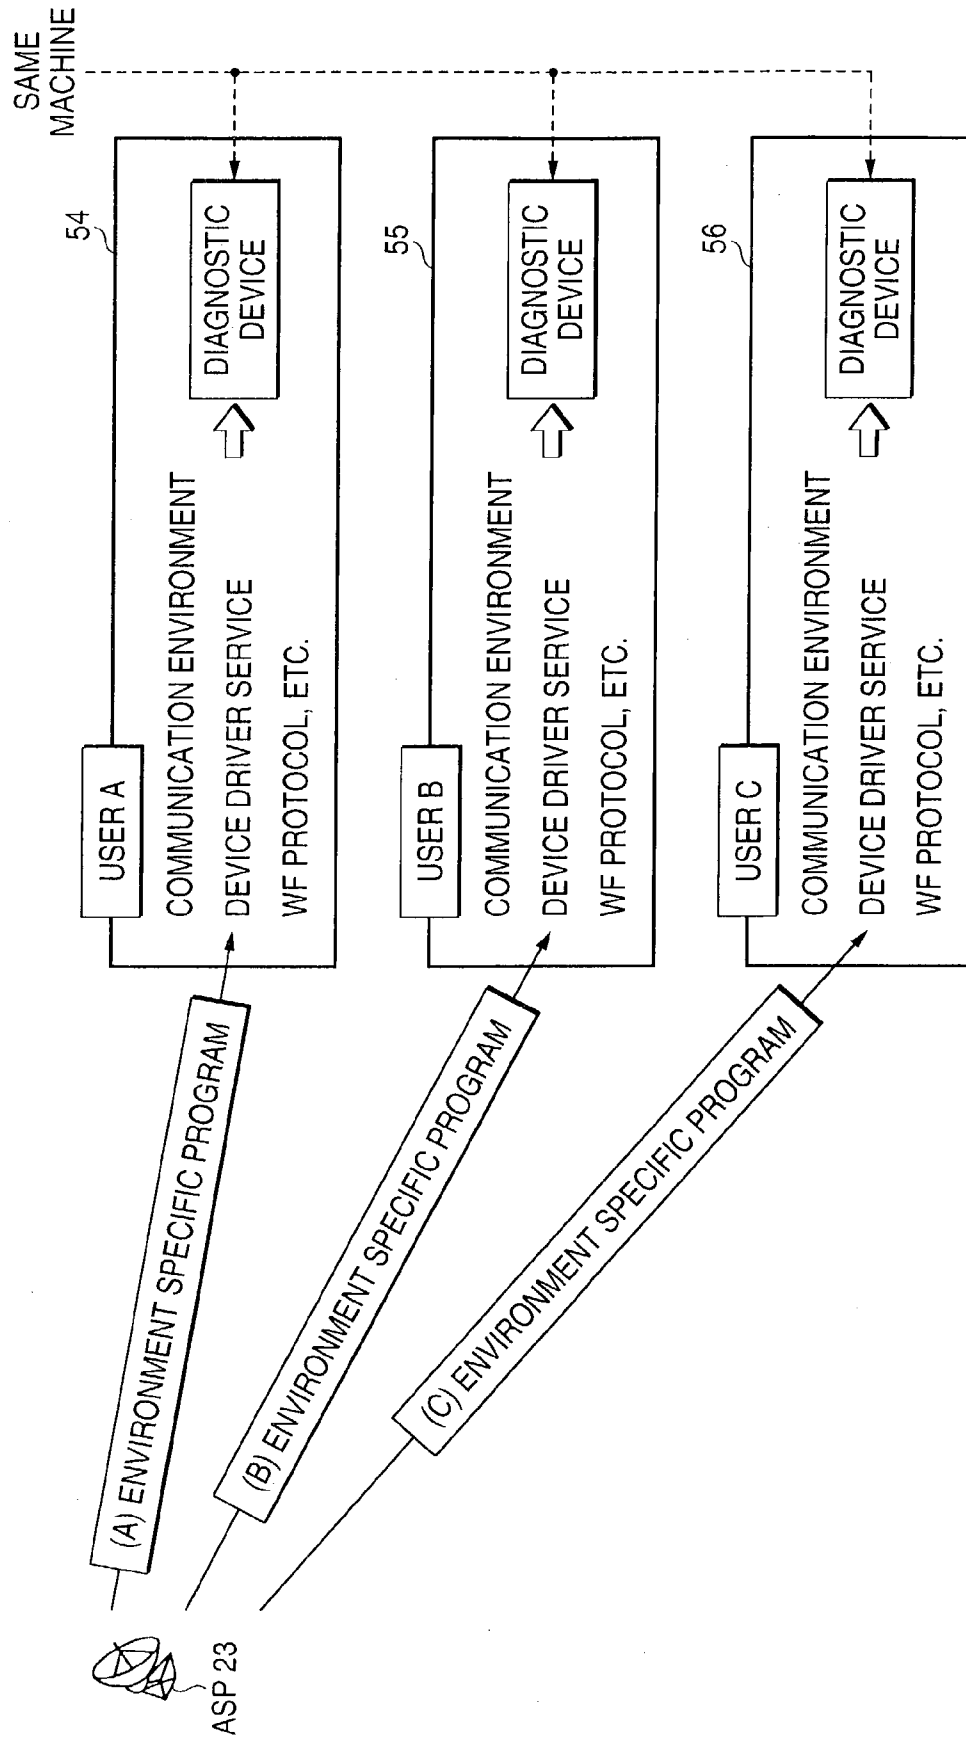 SAME
MACHINE
ASP 23
(A) ENVIRONMENT SPECIFIC PROGRAM
(B) ENVIRONMENT SPECIFIC PROGRAM
(C) ENVIRONMENT SPECIFIC PROGRAM
54
USER A
COMMUNICATION ENVIRONMENT
DEVICE DRIVER SERVICE
WF PROTOCOL, ETC.
DIAGNOSTIC
DEVICE
55
USER B
COMMUNICATION ENVIRONMENT
DEVICE DRIVER SERVICE
WF PROTOCOL, ETC.
DIAGNOSTIC
DEVICE
56
USER C
COMMUNICATION ENVIRONMENT
DEVICE DRIVER SERVICE
WF PROTOCOL, ETC.
DIAGNOSTIC
DEVICE